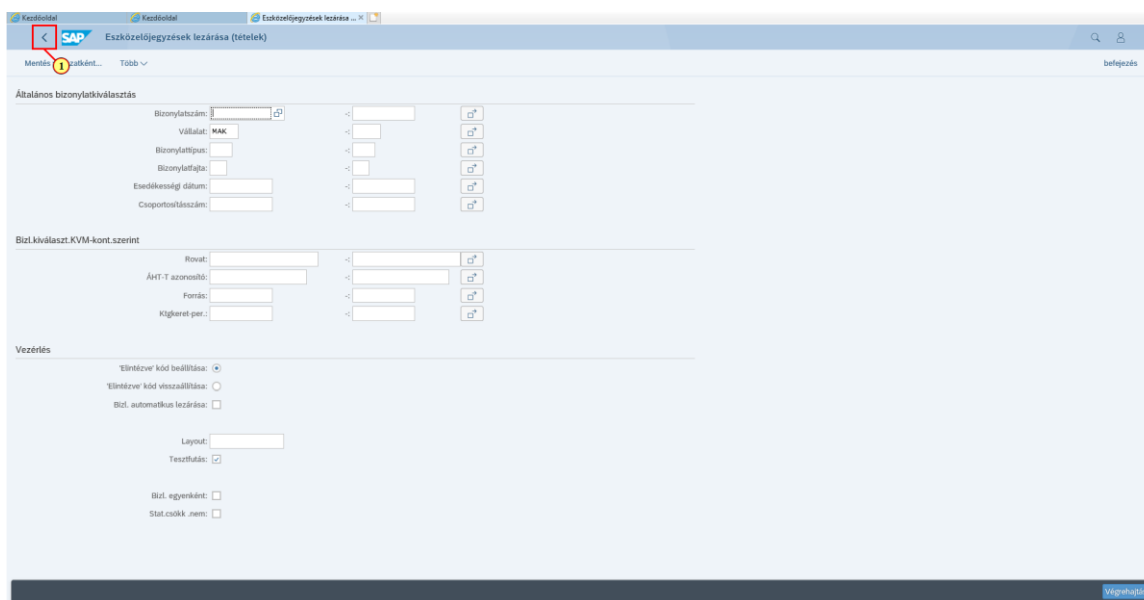 Kezdőoldal Kezdőoldal Eszközelőjegyzések lezárása ...
SAP Eszközelőjegyzések lezárása (tételek)
Mentés zatként... Több befejezés
1
Általános bizonylatkiválasztás
Bizonylatszám: -:
Vállalat: MAK -:
Bizonylattípus: -:
Bizonylatfajta: -:
Esedékességi dátum: -:
Csoportosításszám: -:
Bizl.kiválaszt.KVM-kont.szerint
Rovat: -:
ÁHT-T azonosító: -:
Forrás: -:
Ktgkeret-per.: -:
Vezérlés
'Elintézve' kód beállítása:
'Elintézve' kód visszaállítása:
Bizl. automatikus lezárása:
Layout:
Tesztfutás:
Bizl. egyenként:
Stat.csökk .nem:
Végrehajtá